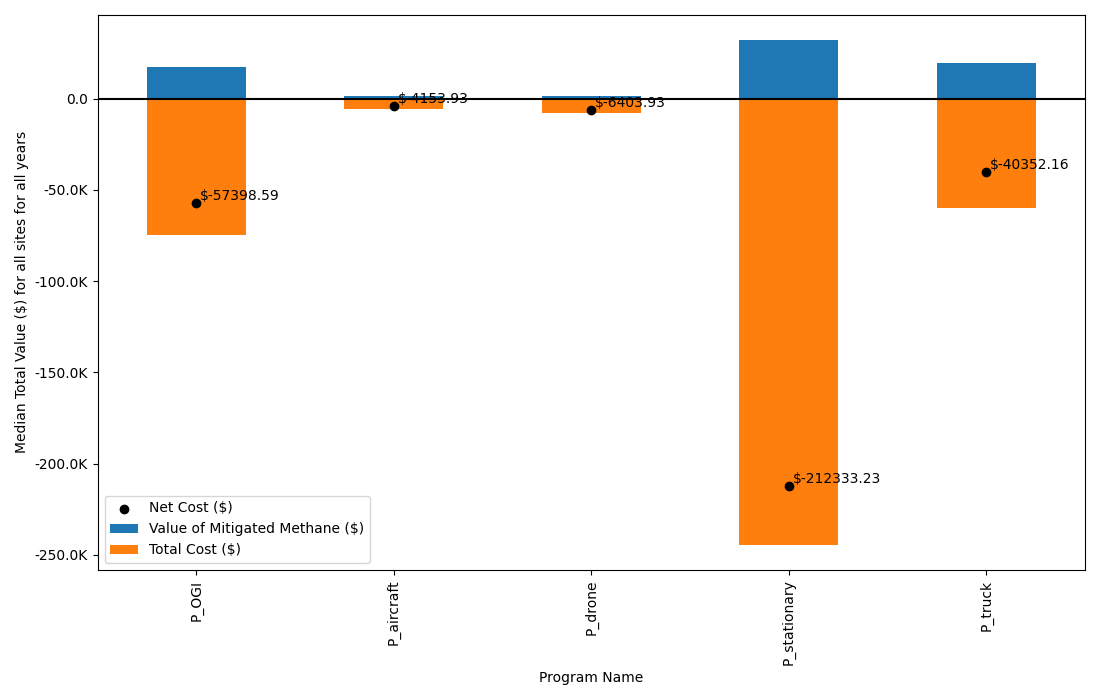 Median Total Value ($) for all sites for all years
0.0
-50.0K
-100.0K
-150.0K
-200.0K
-250.0K
$-57398.59
$-4153.93
$-6403.93
$-212333.23
$-40352.16
Net Cost ($)
Value of Mitigated Methane ($)
Total Cost ($)
P_OGI
P_aircraft
P_drone
P_stationary
P_truck
Program Name